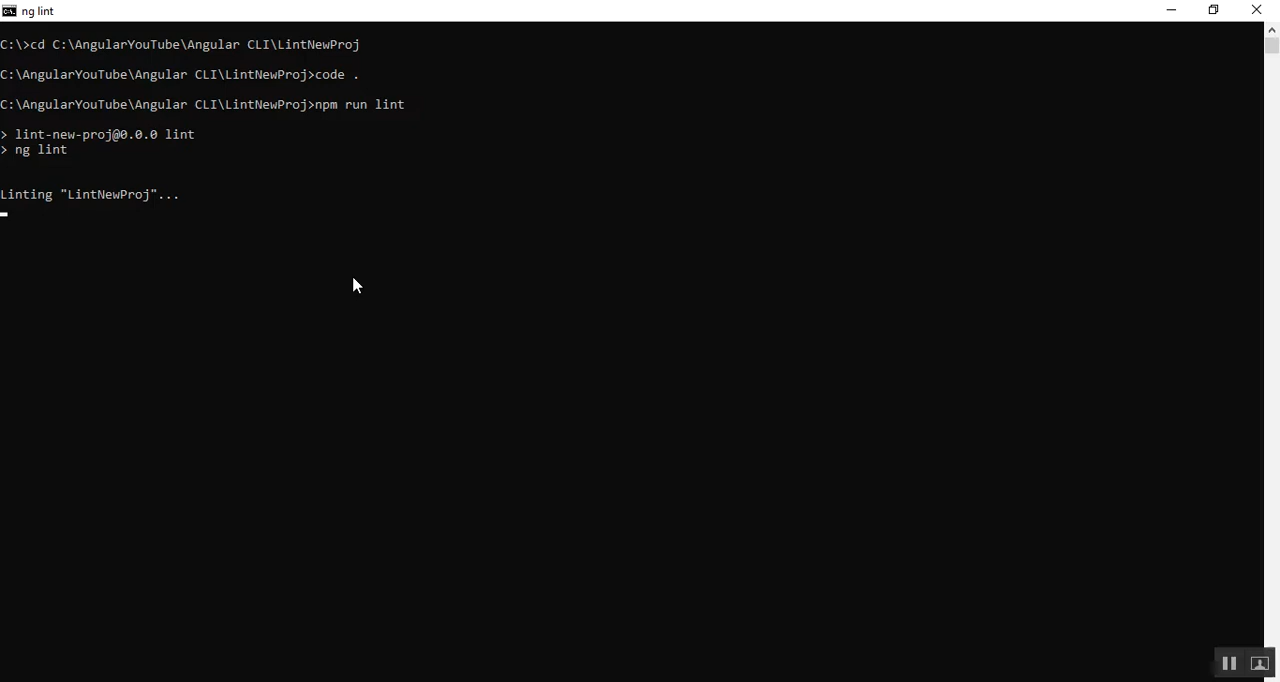 ng lint
C:\>cd C:\AngularYouTube\Angular CLI\LintNewProj
C:\AngularYouTube\Angular CLI\LintNewProj>code .
C:\AngularYouTube\Angular CLI\LintNewProj>npm run lint
> lint-new-proj@0.0.0 lint
> ng lint
Linting "LintNewProj"...